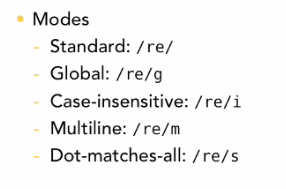 • Modes
- Standard: /re/
- Global: /re/g
- Case-insensitive: /re/i
- Multiline: /re/m
- Dot-matches-all: /re/s